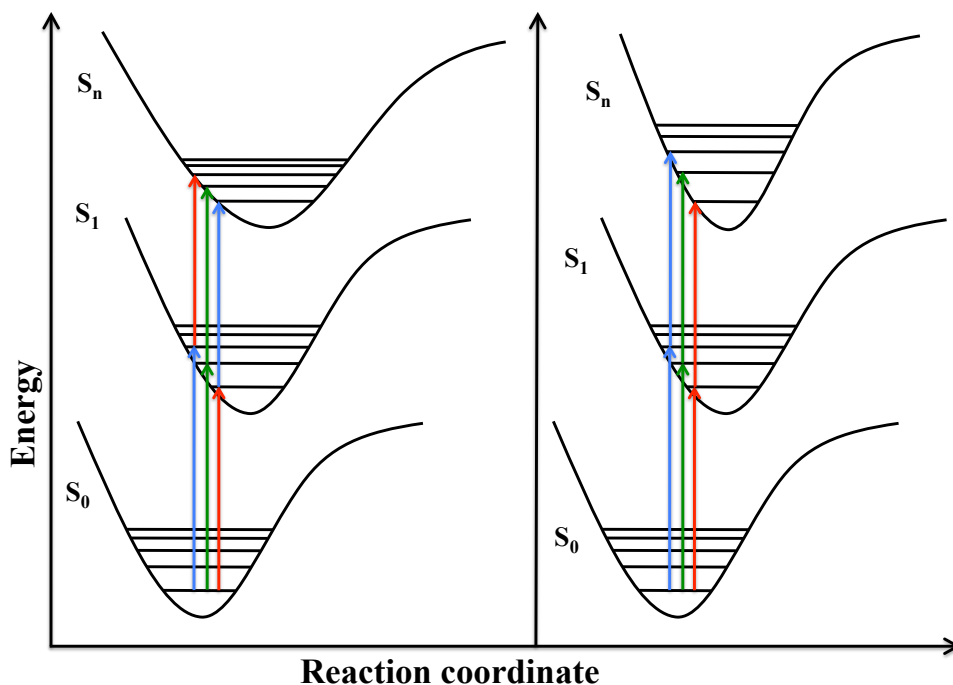 Sn
Sn
S1
S1
S0
S0
Energy
Reaction coordinate